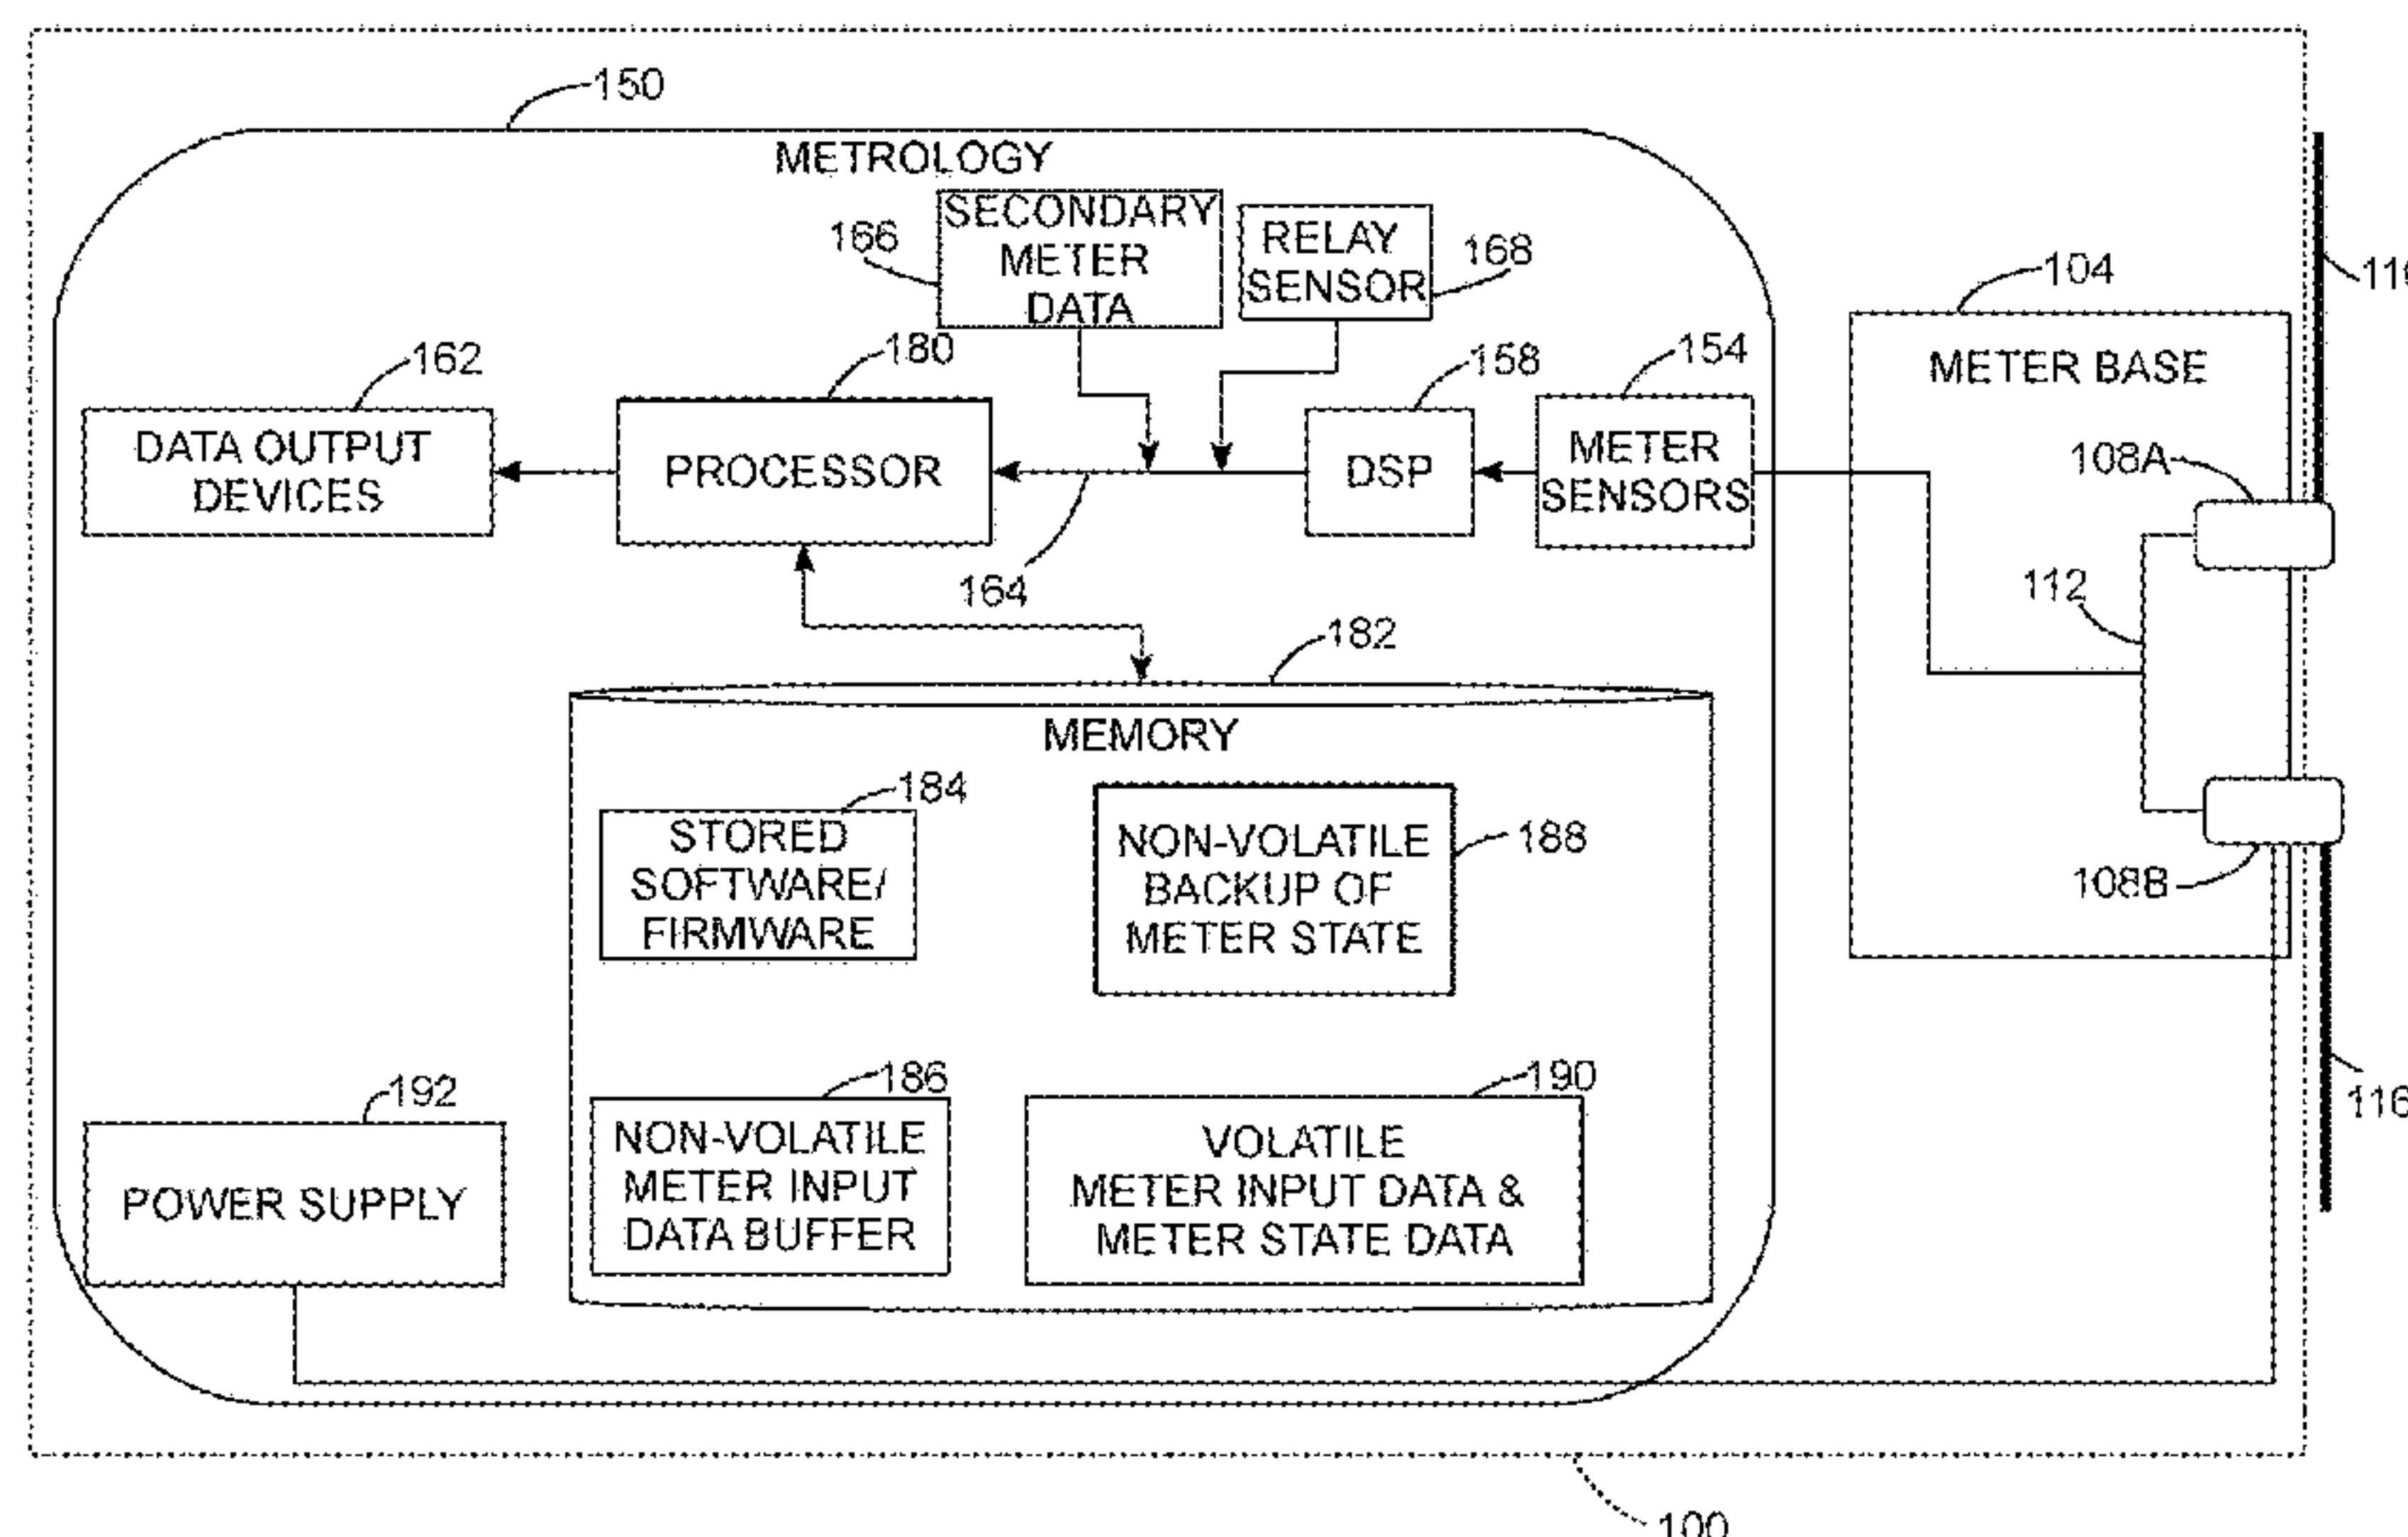 150
METROLOGY
SECONDARY
METER
DATA
166
RELAY
SENSOR
168
104
METER BASE
162
DATA OUTPUT
DEVICES
180
PROCESSOR
164
158
DSP
154
METER
SENSORS
108A
112
108B
116
182
MEMORY
184
STORED
SOFTWARE/
FIRMWARE
NON-VOLATILE
BACKUP OF
METER STATE
188
192
POWER SUPPLY
186
NON-VOLATILE
METER INPUT
DATA BUFFER
190
VOLATILE
METER INPUT DATA &
METER STATE DATA
100